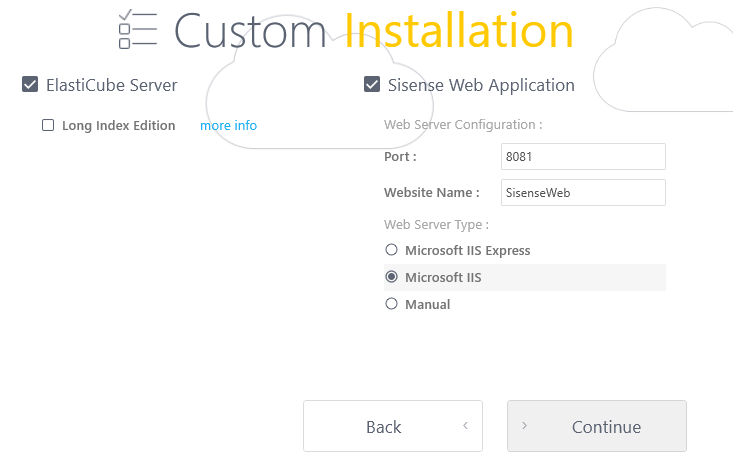 Custom Installation
ElastiCube Server
Long Index Edition more info
Sisense Web Application
Web Server Configuration :
Port : 8081
Website Name : SisenseWeb
Web Server Type :
Microsoft IIS Express
Microsoft IIS
Manual
Back
Continue